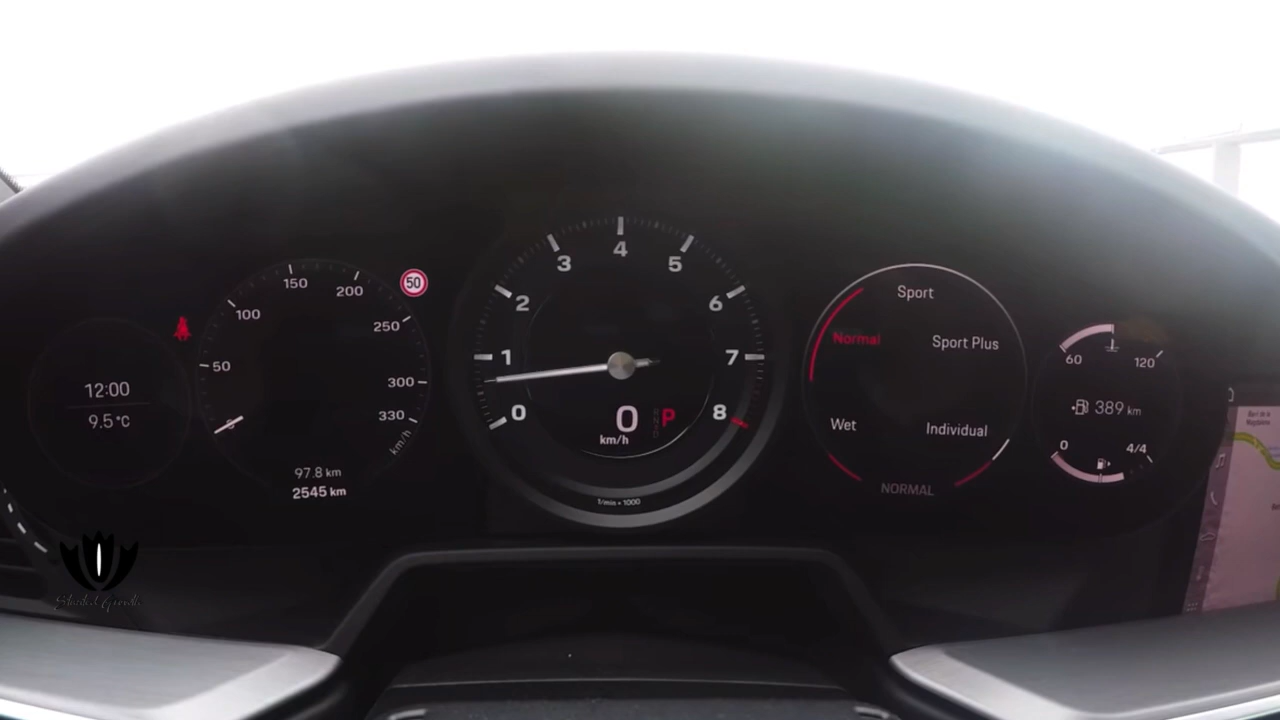 12:00
9.5°C
50
100
150
200
250
300
330
km/h
50
97.8 km
2545 km
0
1
2
3
4
5
6
7
8
0
km/h
P
1/min × 1000
Sport
Normal
Sport Plus
Wet
Individual
NORMAL
60
120
389 km
0
4/4